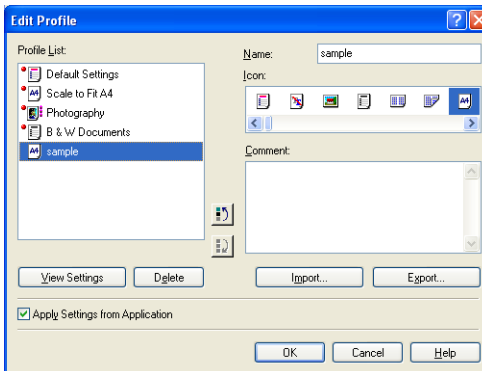 Edit Profile
Profile List:
Default Settings
Scale to Fit A4
Photography
B & W Documents
sample
Name: sample
Icon:
A4
Comment:
View Settings Delete Import... Export...
Apply Settings from Application
OK Cancel Help